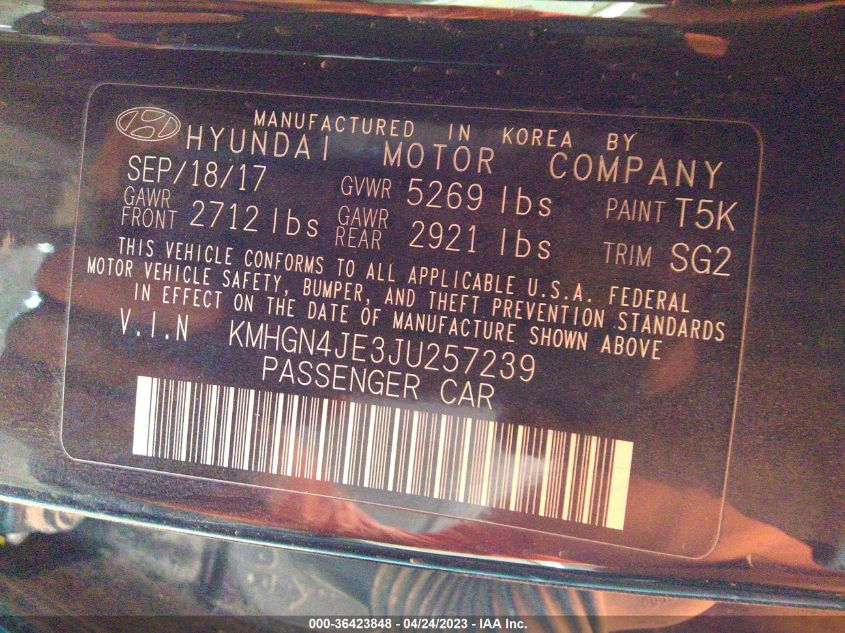 MANUFACTURED IN KOREA BY
HYUNDAI MOTOR COMPANY
SEP/18/17 GVWR 5269 lbs PAINT T5K
GAWR FRONT 2712 lbs GAWR REAR 2921 lbs TRIM SG2
THIS VEHICLE CONFORMS TO ALL APPLICABLE U.S.A. FEDERAL
MOTOR VEHICLE SAFETY, BUMPER, AND THEFT PREVENTION STANDARDS
IN EFFECT ON THE DATE OF MANUFACTURE SHOWN ABOVE
V.I.N KMHGN4JE3JU257239
PASSENGER CAR
000-36423848 - 04/24/2023 - IAA Inc.